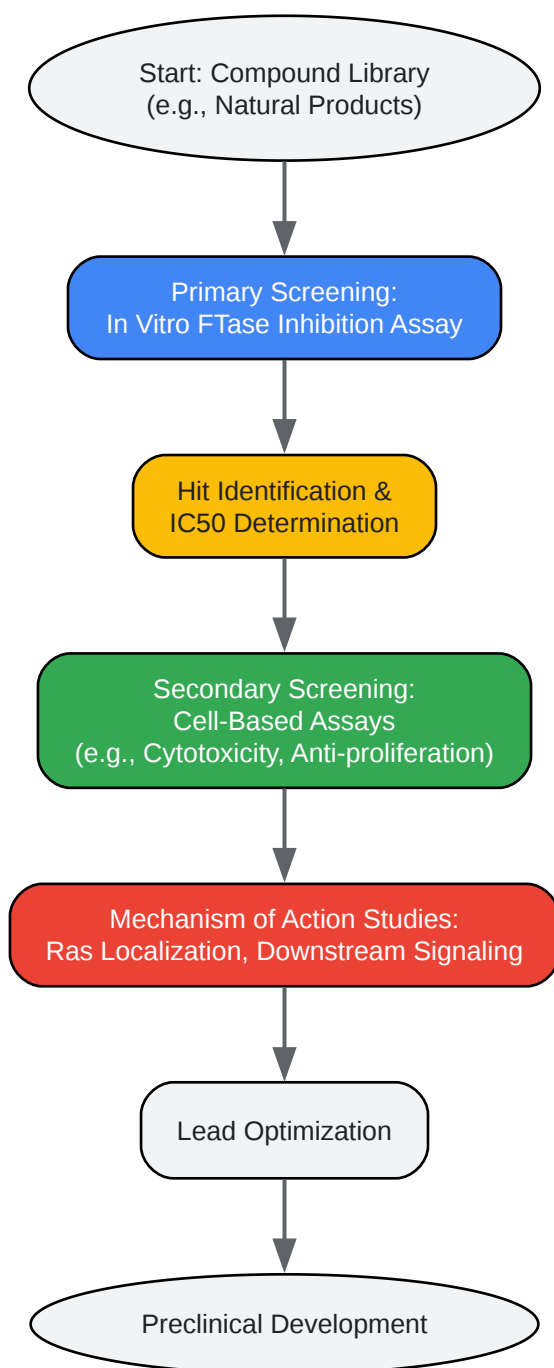 Start: Compound Library
(e.g., Natural Products)
Primary Screening:
In Vitro FTase Inhibition Assay
Hit Identification &
IC50 Determination
Secondary Screening:
Cell-Based Assays
(e.g., Cytotoxicity, Anti-proliferation)
Mechanism of Action Studies:
Ras Localization, Downstream Signaling
Lead Optimization
Preclinical Development